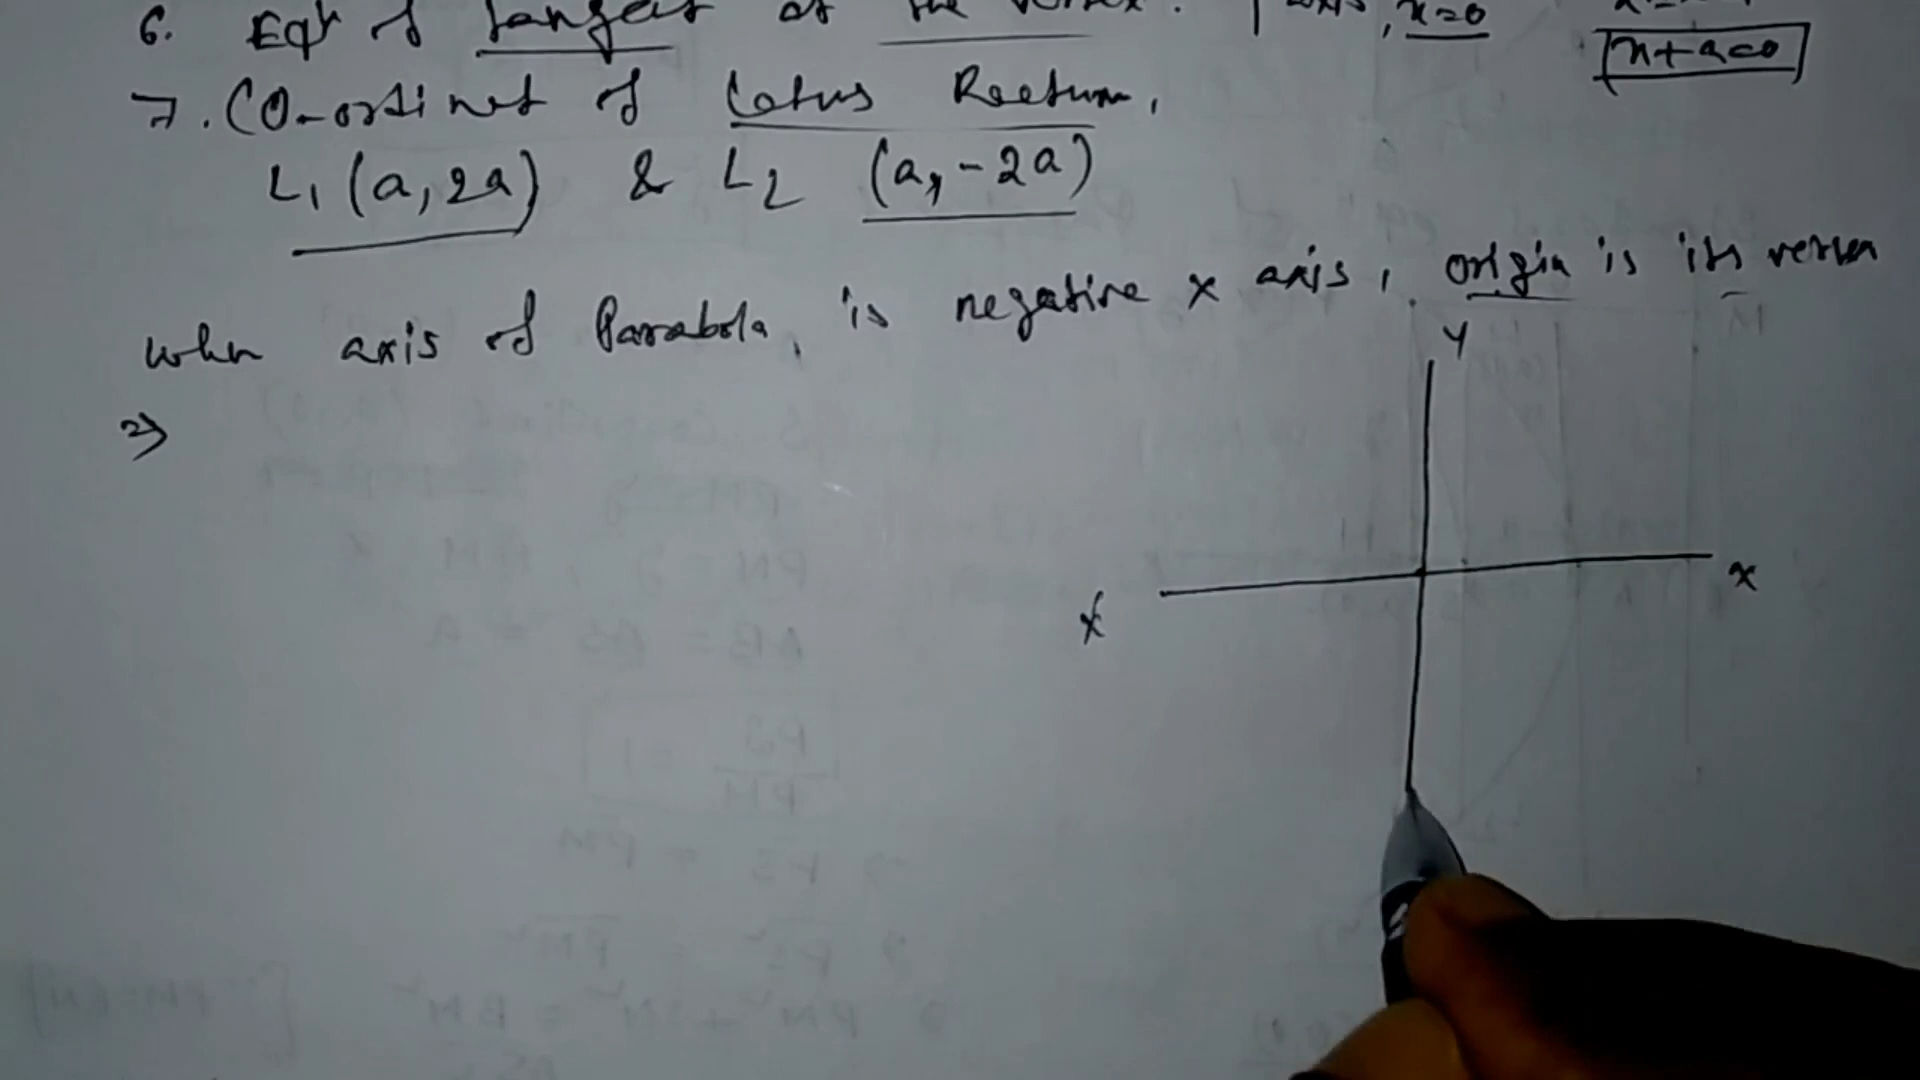 6. Eqn of tangent at the vertex. Y axis, x=0
x+a=0
7. CO-ordinet of Latus Rectum,
L1 (a, 2a) & L2 (a, -2a)
when axis of Parabola, is negative x axis, origin is its vertex
⇒
Y
X' X